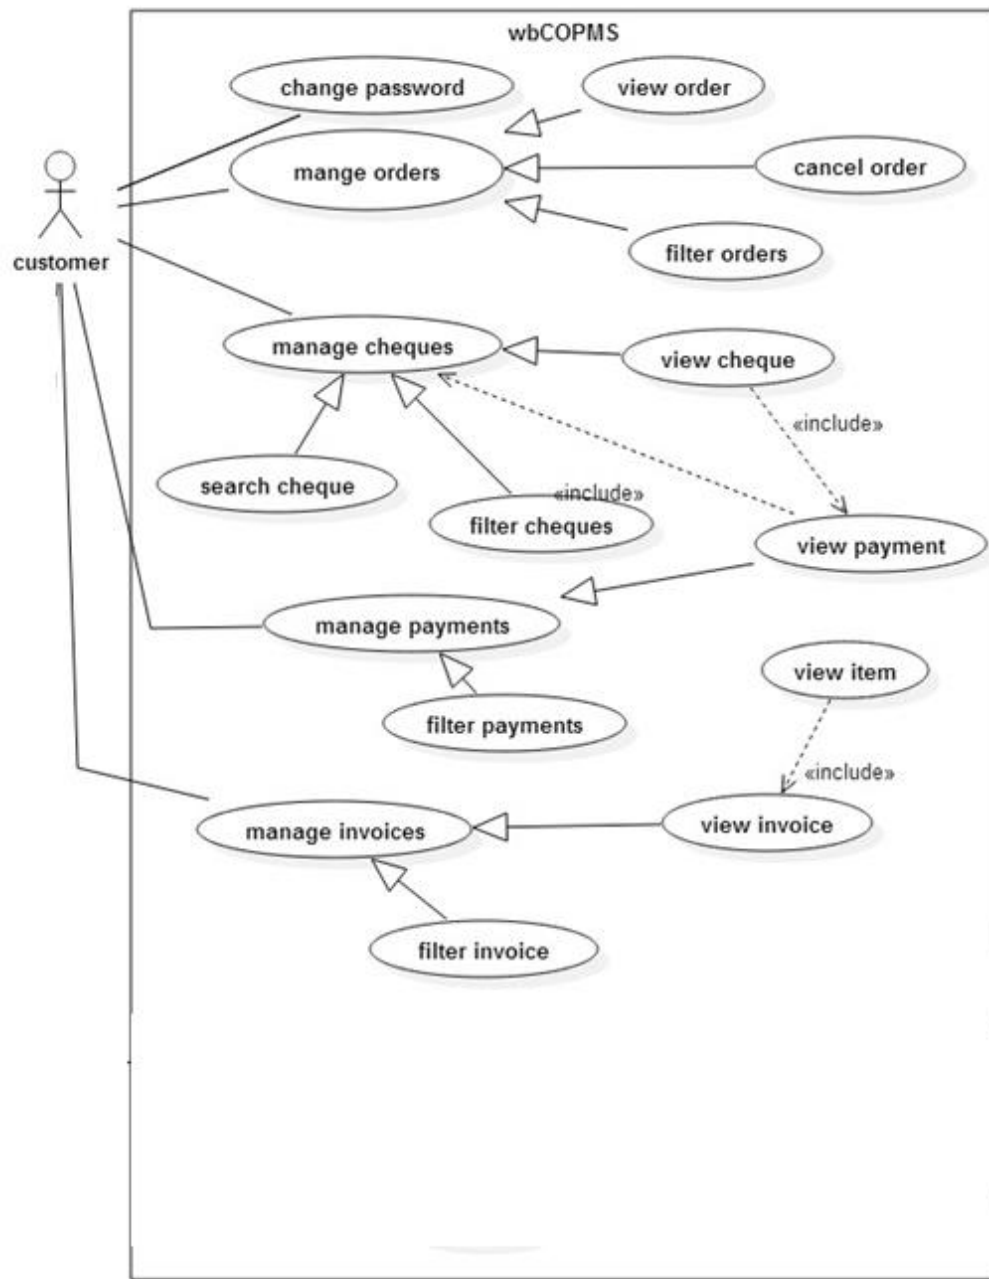 wbCOPMS
change password
view order
mange orders
cancel order
customer
filter orders
manage cheques
view cheque
«include»
search cheque
«include»
filter cheques
view payment
manage payments
view item
filter payments
«include»
manage invoices
view invoice
filter invoice